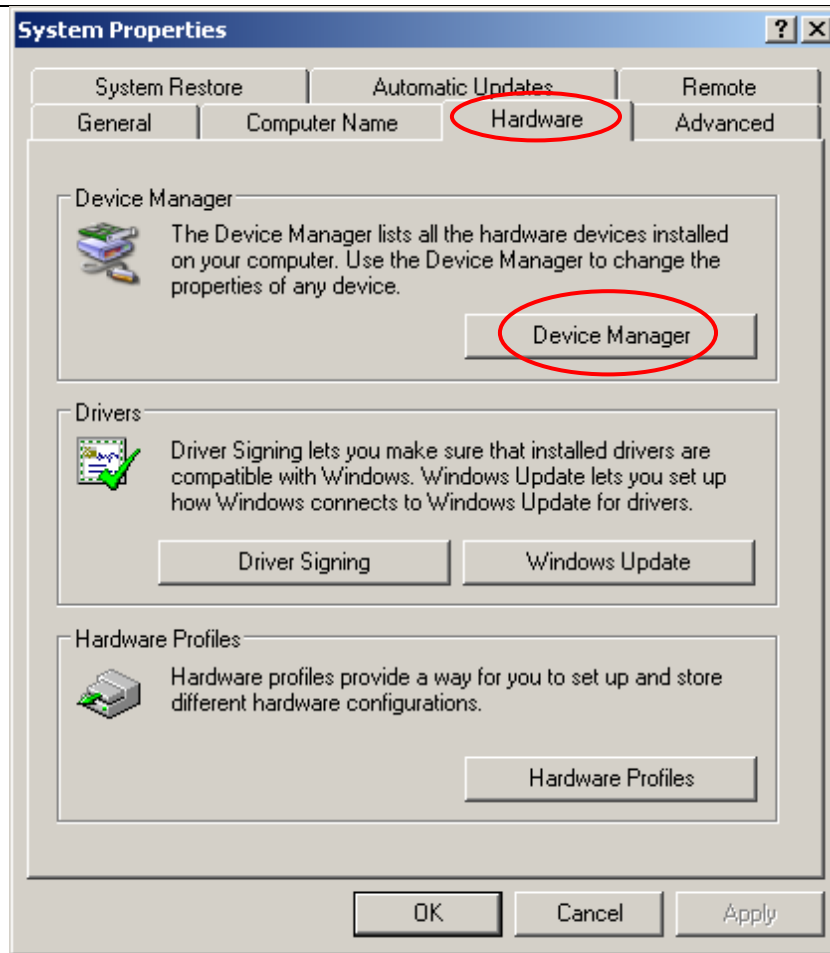 System Properties
System Restore Automatic Updates Remote
General Computer Name Hardware Advanced
Device Manager
The Device Manager lists all the hardware devices installed
on your computer. Use the Device Manager to change the
properties of any device.
Device Manager
Drivers
Driver Signing lets you make sure that installed drivers are
compatible with Windows. Windows Update lets you set up
how Windows connects to Windows Update for drivers.
Driver Signing Windows Update
Hardware Profiles
Hardware profiles provide a way for you to set up and store
different hardware configurations.
Hardware Profiles
OK Cancel Apply